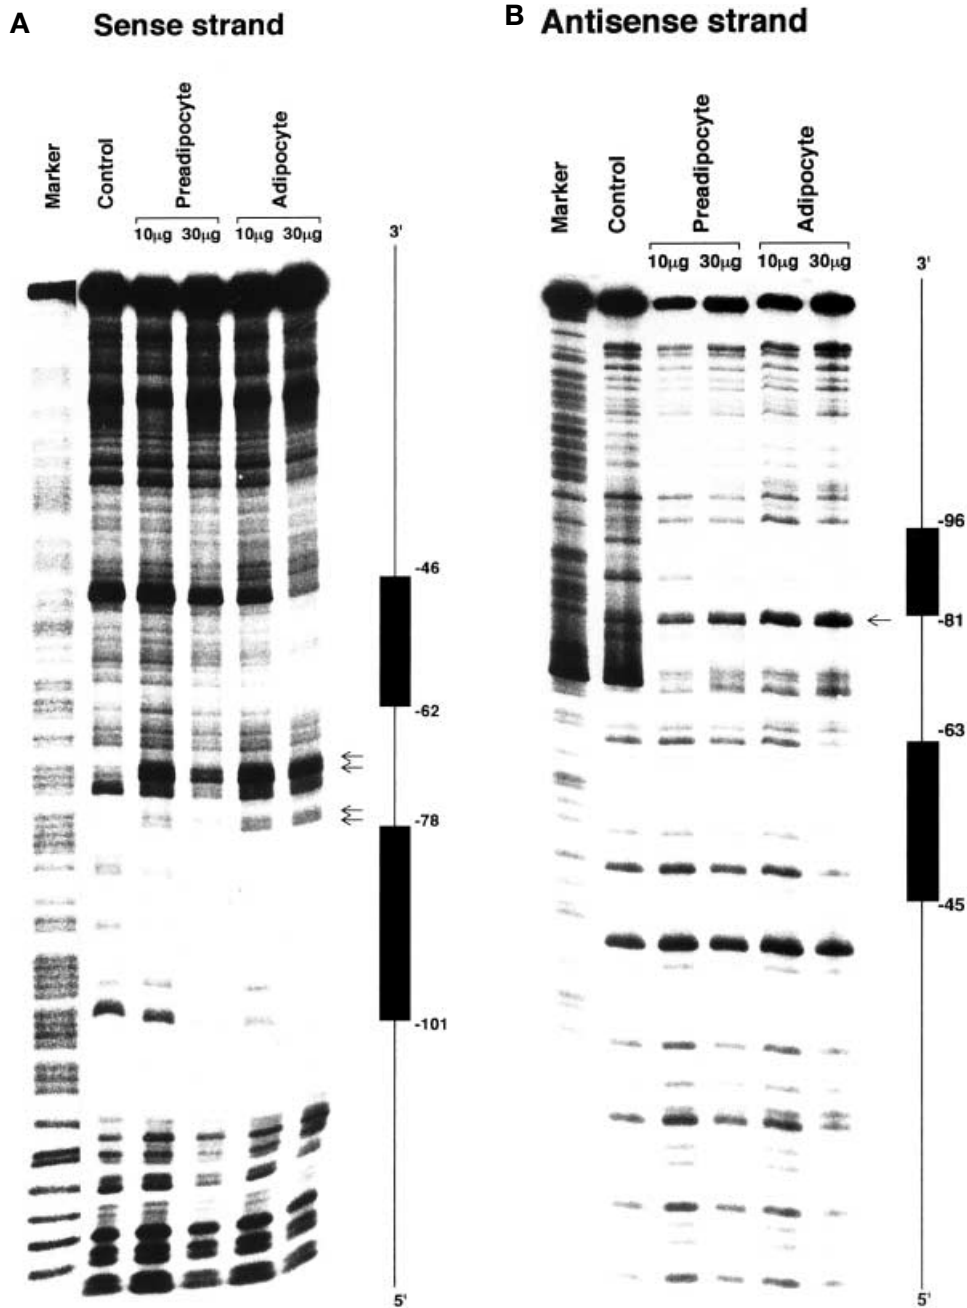 A Sense strand
Marker
Control
Preadipocyte
Adipocyte
10µg 30µg 10µg 30µg
3'
-46
-62
-78
-101
5'
B Antisense strand
Marker
Control
Preadipocyte
Adipocyte
10µg 30µg 10µg 30µg
3'
-96
-81
-63
-45
5'